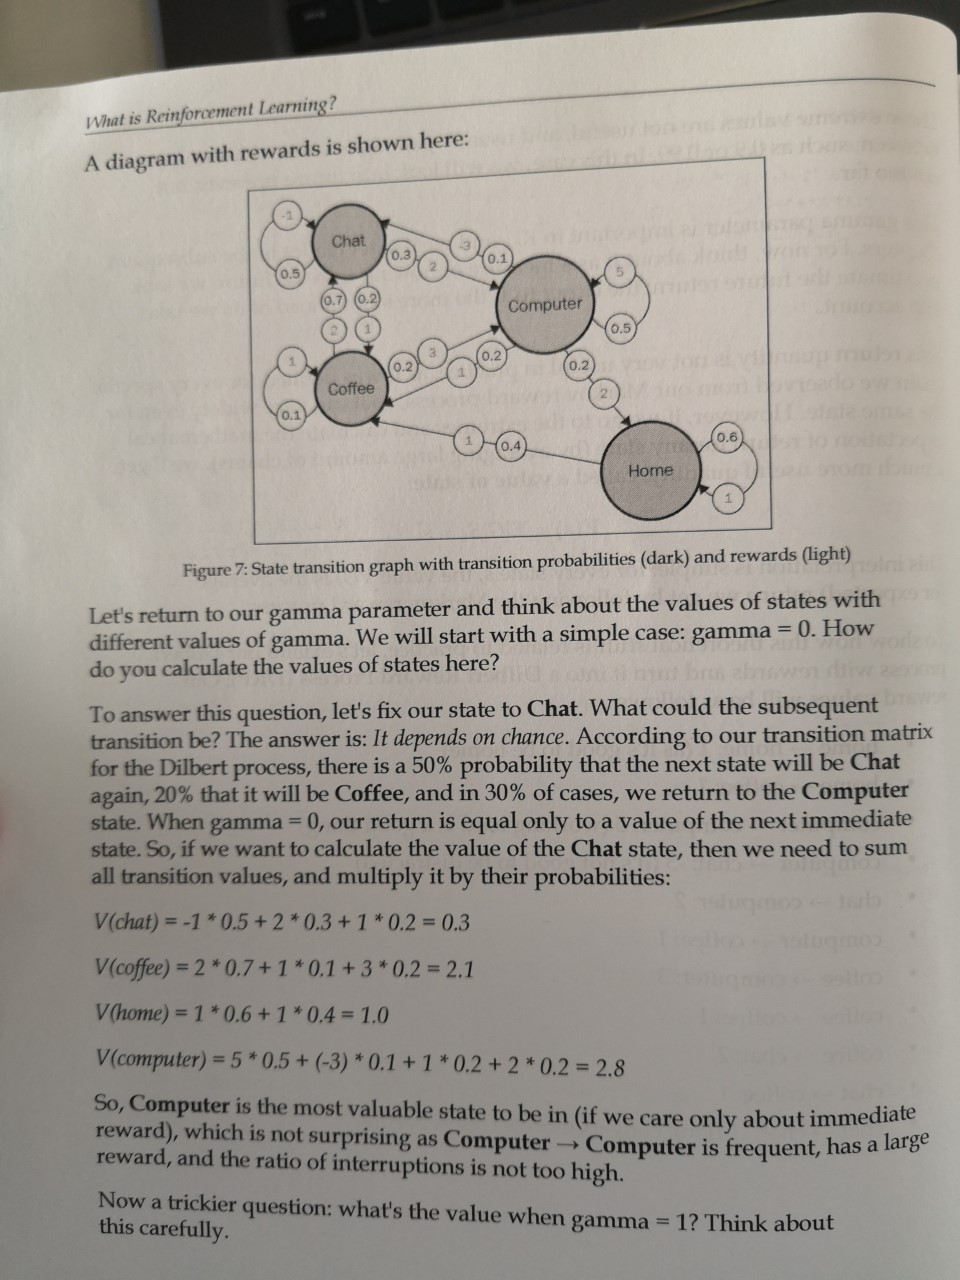 What is Reinforcement Learning?
A diagram with rewards is shown here:
-1
Chat
0.5
0.3
2
-3
0.1
Computer
5
0.5
0.7
0.2
2
1
1
Coffee
0.1
0.2
3
1
0.2
0.2
2
1
0.4
Home
0.6
1
Figure 7: State transition graph with transition probabilities (dark) and rewards (light)
Let's return to our gamma parameter and think about the values of states with
different values of gamma. We will start with a simple case: gamma = 0. How
do you calculate the values of states here?
To answer this question, let's fix our state to Chat. What could the subsequent
transition be? The answer is: It depends on chance. According to our transition matrix
for the Dilbert process, there is a 50% probability that the next state will be Chat
again, 20% that it will be Coffee, and in 30% of cases, we return to the Computer
state. When gamma = 0, our return is equal only to a value of the next immediate
state. So, if we want to calculate the value of the Chat state, then we need to sum
all transition values, and multiply it by their probabilities:
V(chat) = -1 * 0.5 + 2 * 0.3 + 1 * 0.2 = 0.3
V(coffee) = 2 * 0.7 + 1 * 0.1 + 3 * 0.2 = 2.1
V(home) = 1 * 0.6 + 1 * 0.4 = 1.0
V(computer) = 5 * 0.5 + (-3) * 0.1 + 1 * 0.2 + 2 * 0.2 = 2.8
So, Computer is the most valuable state to be in (if we care only about immediate
reward), which is not surprising as Computer → Computer is frequent, has a large
reward, and the ratio of interruptions is not too high.
Now a trickier question: what's the value when gamma = 1? Think about
this carefully.